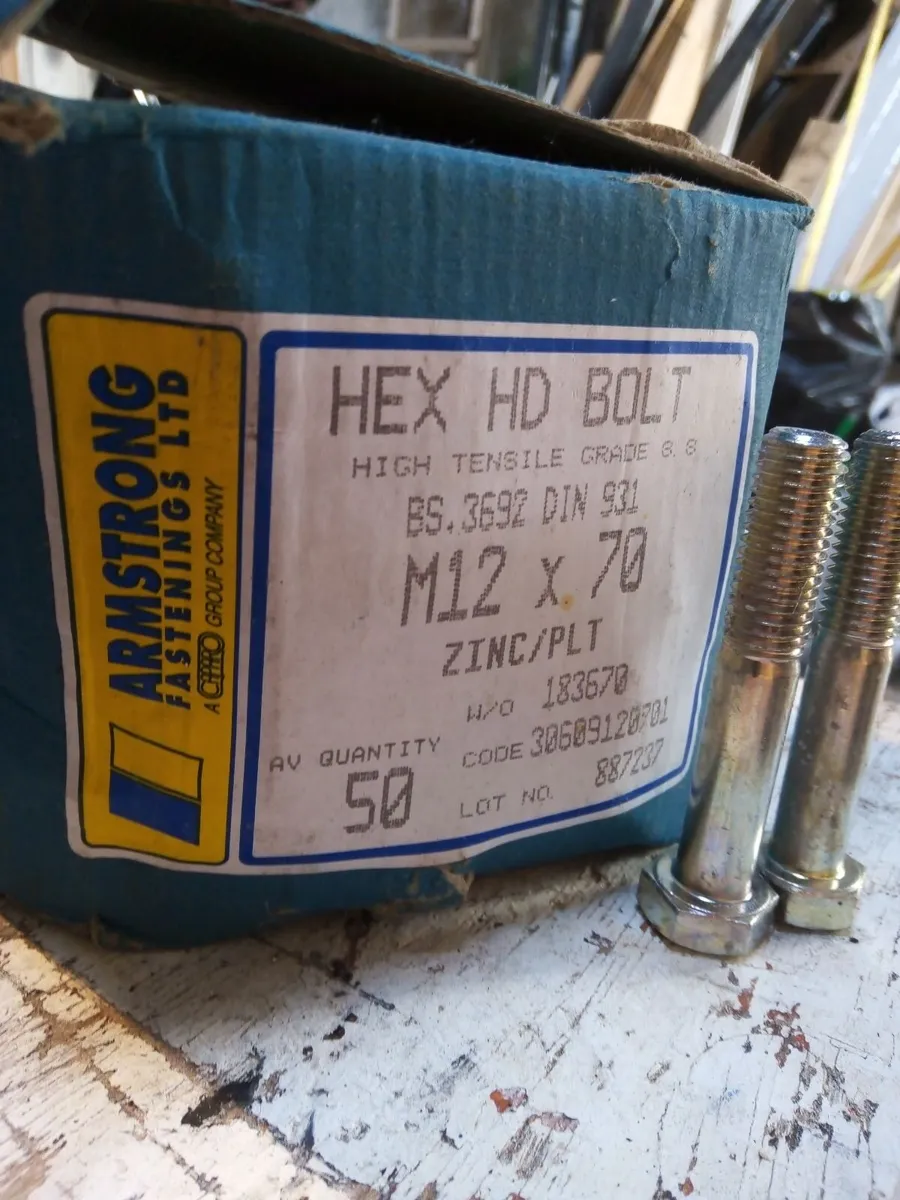 ARMSTRONG
FASTENINGS LTD
A CHARO GROUP COMPANY
HEX HD BOLT
HIGH TENSILE GRADE 8.8
BS.3692 DIN 931
M12 x 70
ZINC/PLT
W/O 183670
AV QUANTITY
50
CODE 30609120701
LOT NO. 887237